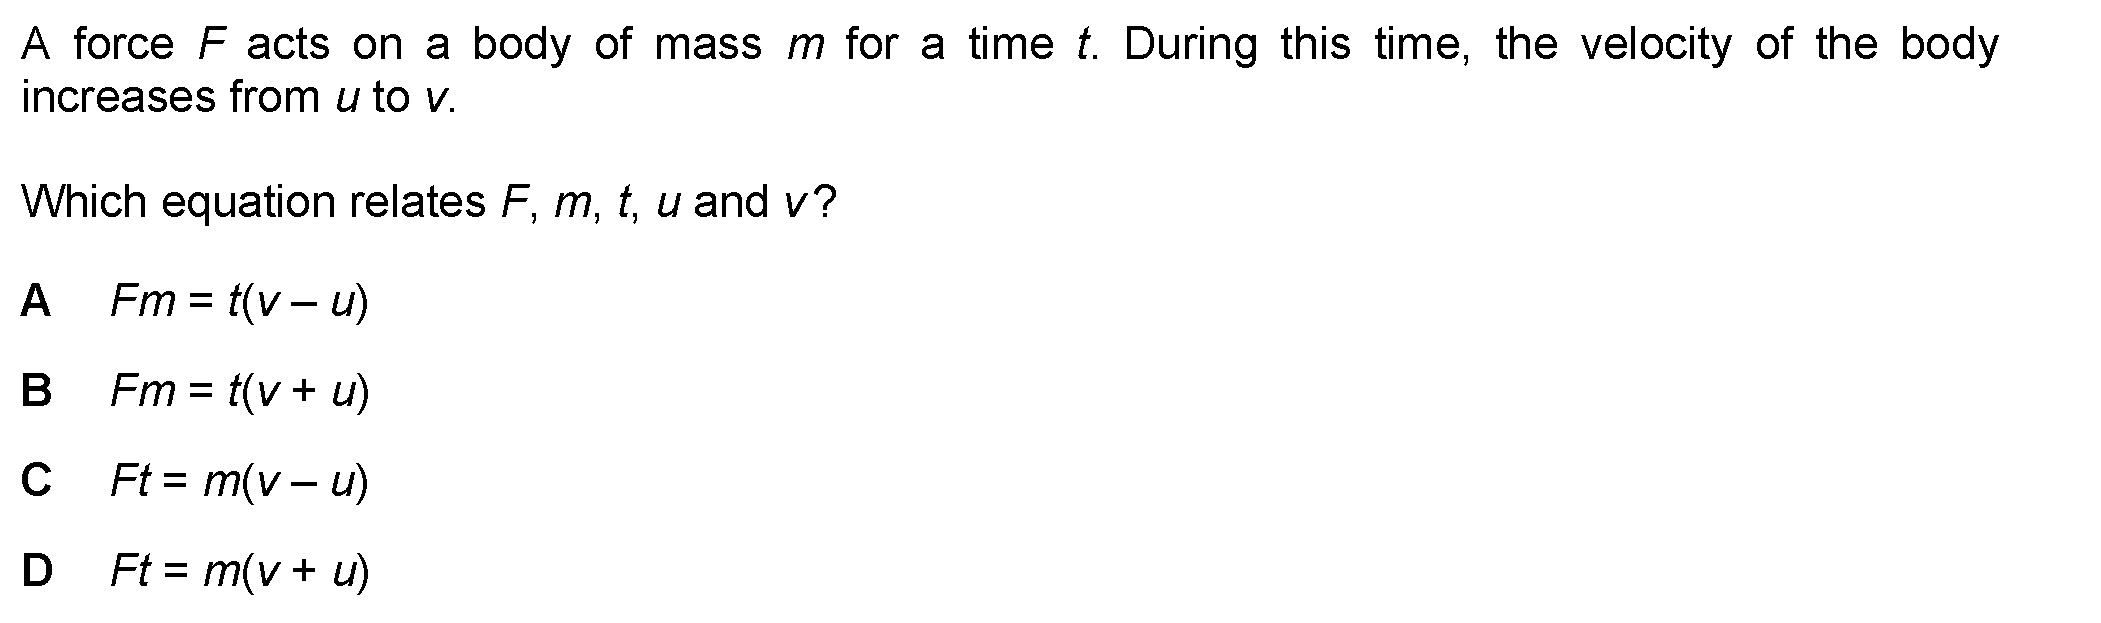 A force F acts on a body of mass m for a time t. During this time, the velocity of the body
increases from u to v.
Which equation relates F, m, t, u and v?
A Fm = t(v – u)
B Fm = t(v + u)
C Ft = m(v – u)
D Ft = m(v + u)